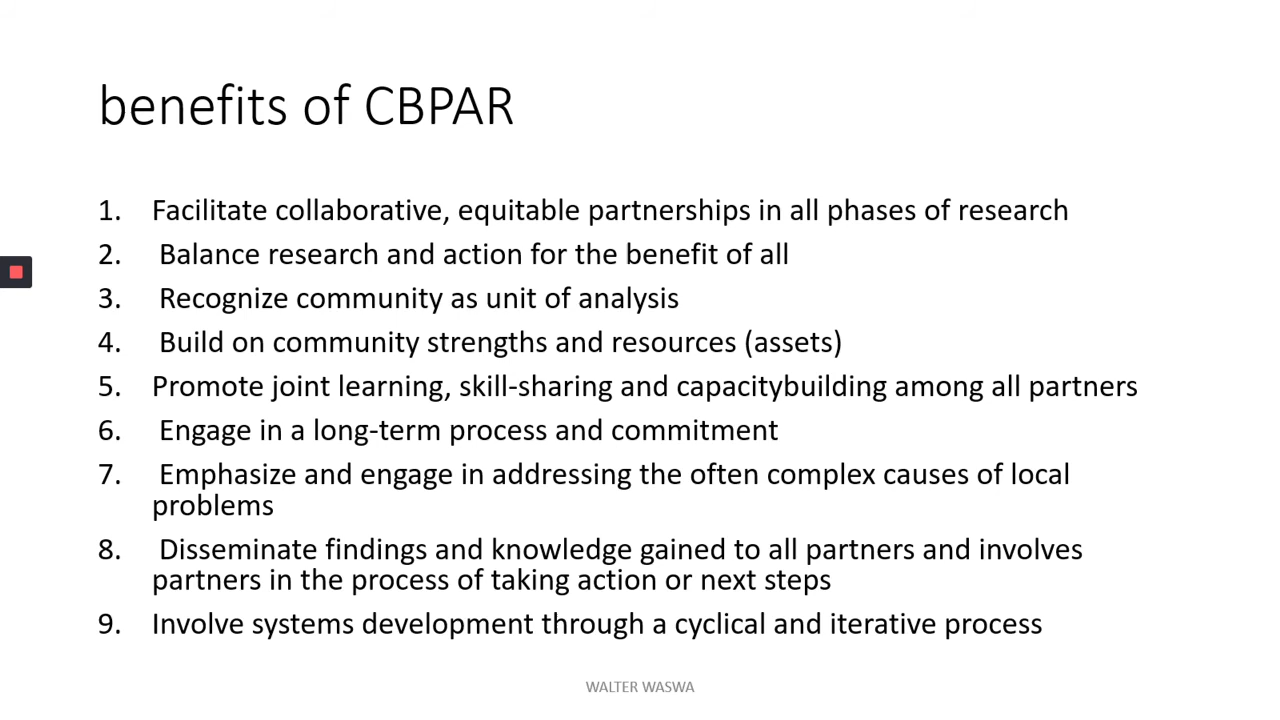 benefits of CBPAR
1. Facilitate collaborative, equitable partnerships in all phases of research
2. Balance research and action for the benefit of all
3. Recognize community as unit of analysis
4. Build on community strengths and resources (assets)
5. Promote joint learning, skill-sharing and capacitybuilding among all partners
6. Engage in a long-term process and commitment
7. Emphasize and engage in addressing the often complex causes of local
problems
8. Disseminate findings and knowledge gained to all partners and involves
partners in the process of taking action or next steps
9. Involve systems development through a cyclical and iterative process
WALTER WASWA